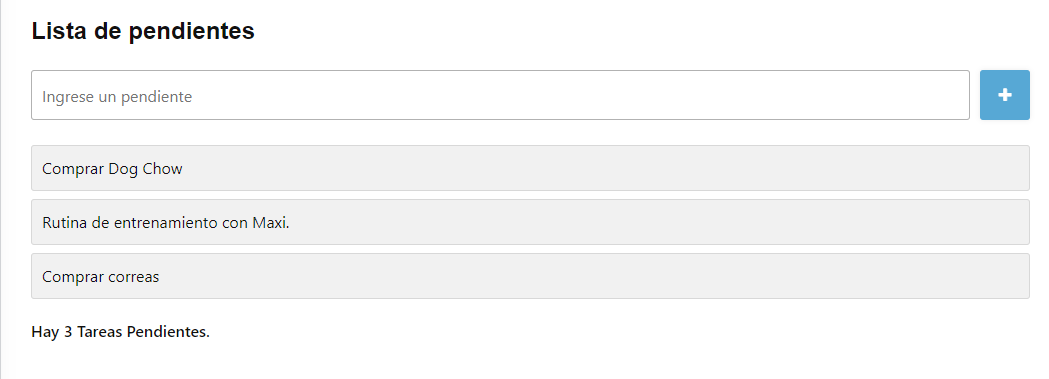 Lista de pendientes
Ingrese un pendiente
Comprar Dog Chow
Rutina de entrenamiento con Maxi.
Comprar correas
Hay 3 Tareas Pendientes.